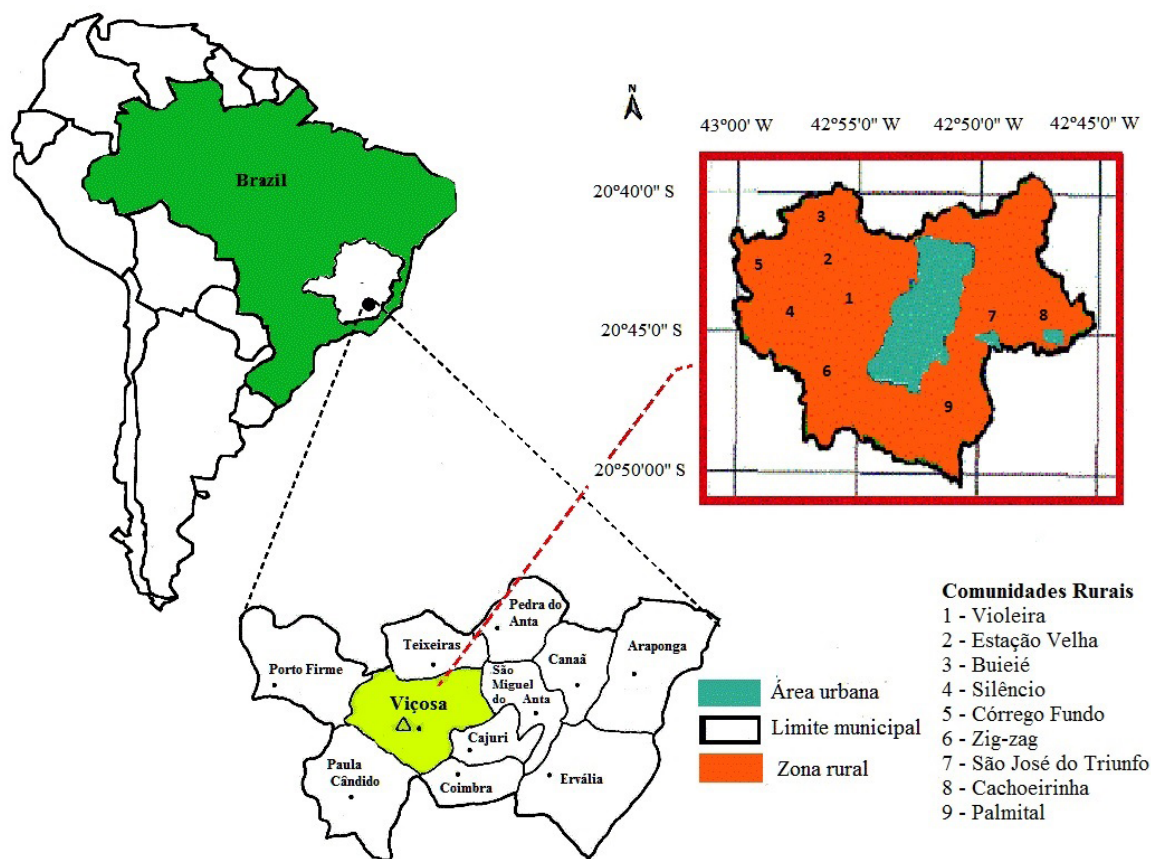 Brazil
N
43°00' W 42°55'0" W 42°50'0" W 42°45'0" W
20°40'0" S
20°45'0" S
20°50'00" S
3
5
2
4
1
6
7
8
9
Pedra do
Anta
Teixeiras
Canaã
Araponga
Porto Firme
São
Miguel
do
Anta
Viçosa
Cajuri
Paula
Cândido
Coimbra
Ervália
Área urbana
Limite municipal
Zona rural
Comunidades Rurais
1 - Violeira
2 - Estação Velha
3 - Buieié
4 - Silêncio
5 - Córrego Fundo
6 - Zig-zag
7 - São José do Triunfo
8 - Cachoeirinha
9 - Palmital